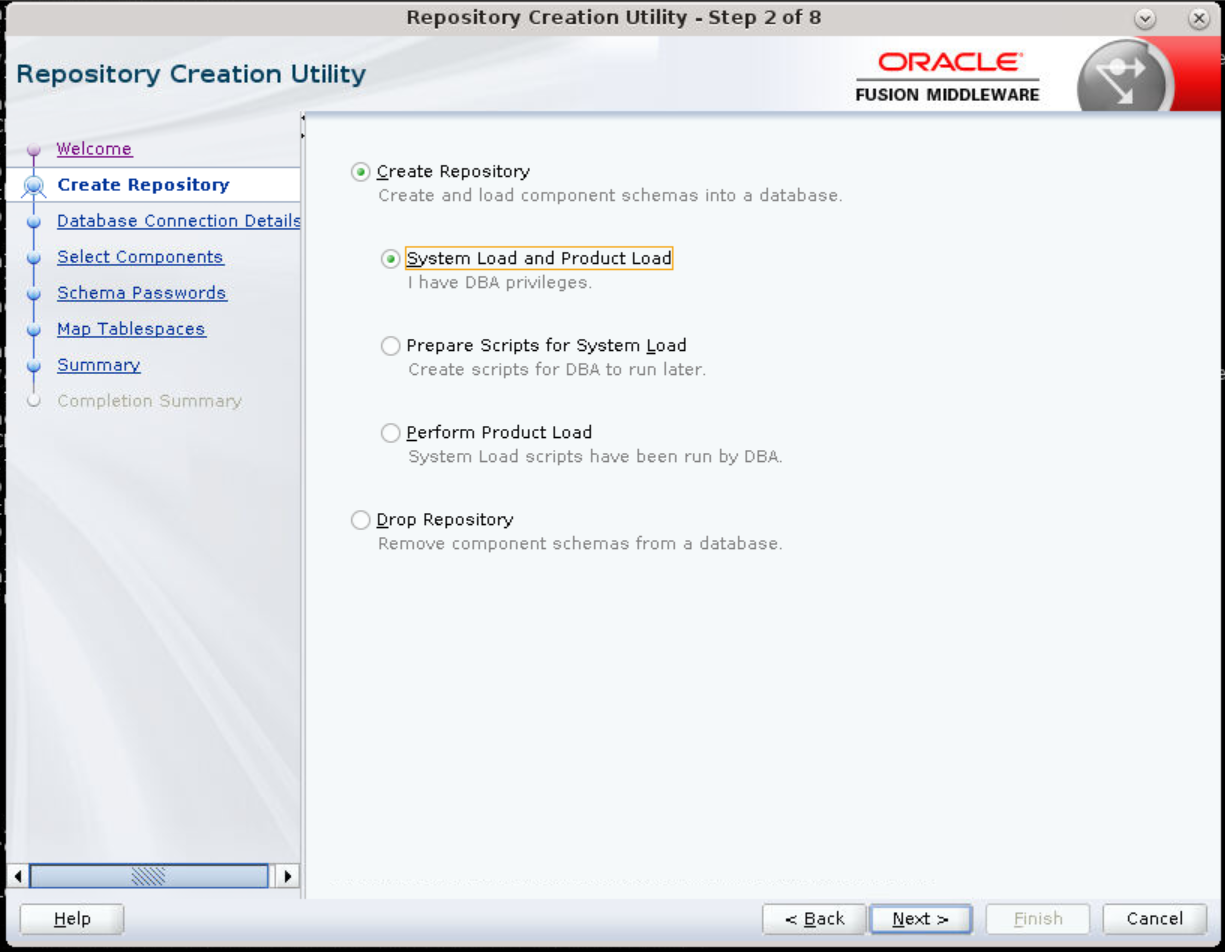 Repository Creation Utility - Step 2 of 8
Repository Creation Utility
ORACLE
FUSION MIDDLEWARE
Welcome
Create Repository
Database Connection Details
Select Components
Schema Passwords
Map Tablespaces
Summary
Completion Summary
Create Repository
Create and load component schemas into a database.
System Load and Product Load
I have DBA privileges.
Prepare Scripts for System Load
Create scripts for DBA to run later.
Perform Product Load
System Load scripts have been run by DBA.
Drop Repository
Remove component schemas from a database.
Help
< Back
Next >
Finish
Cancel